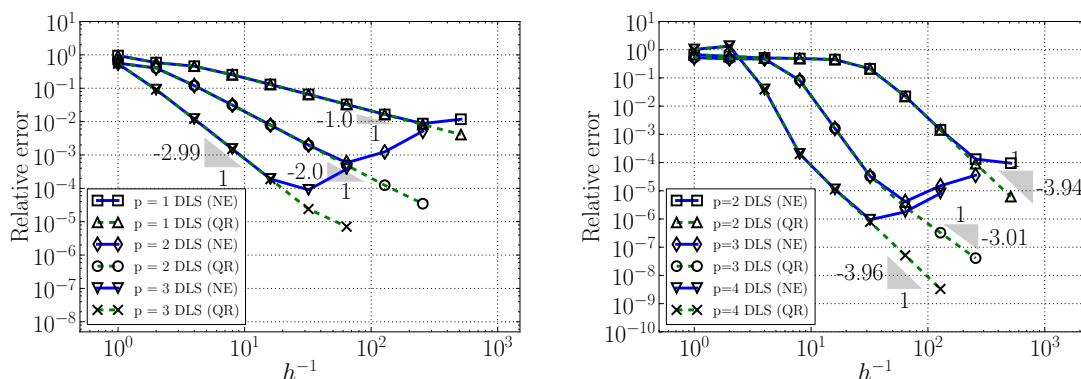 10^1
10^0
10^-1
10^-2
10^-3
10^-4
10^-5
10^-6
10^-7
10^-8
Relative error
-1.0
1
-2.99
1
-2.0
1
p = 1 DLS (NE)
p = 1 DLS (QR)
p = 2 DLS (NE)
p = 2 DLS (QR)
p = 3 DLS (NE)
p = 3 DLS (QR)
10^0
10^1
10^2
10^3
h^-1
10^1
10^0
10^-1
10^-2
10^-3
10^-4
10^-5
10^-6
10^-7
10^-8
10^-9
10^-10
Relative error
1
-3.94
1
-3.01
-3.96
1
p=2 DLS (NE)
p=2 DLS (QR)
p=3 DLS (NE)
p=3 DLS (QR)
p=4 DLS (NE)
p=4 DLS (QR)
10^0
10^1
10^2
10^3
h^-1